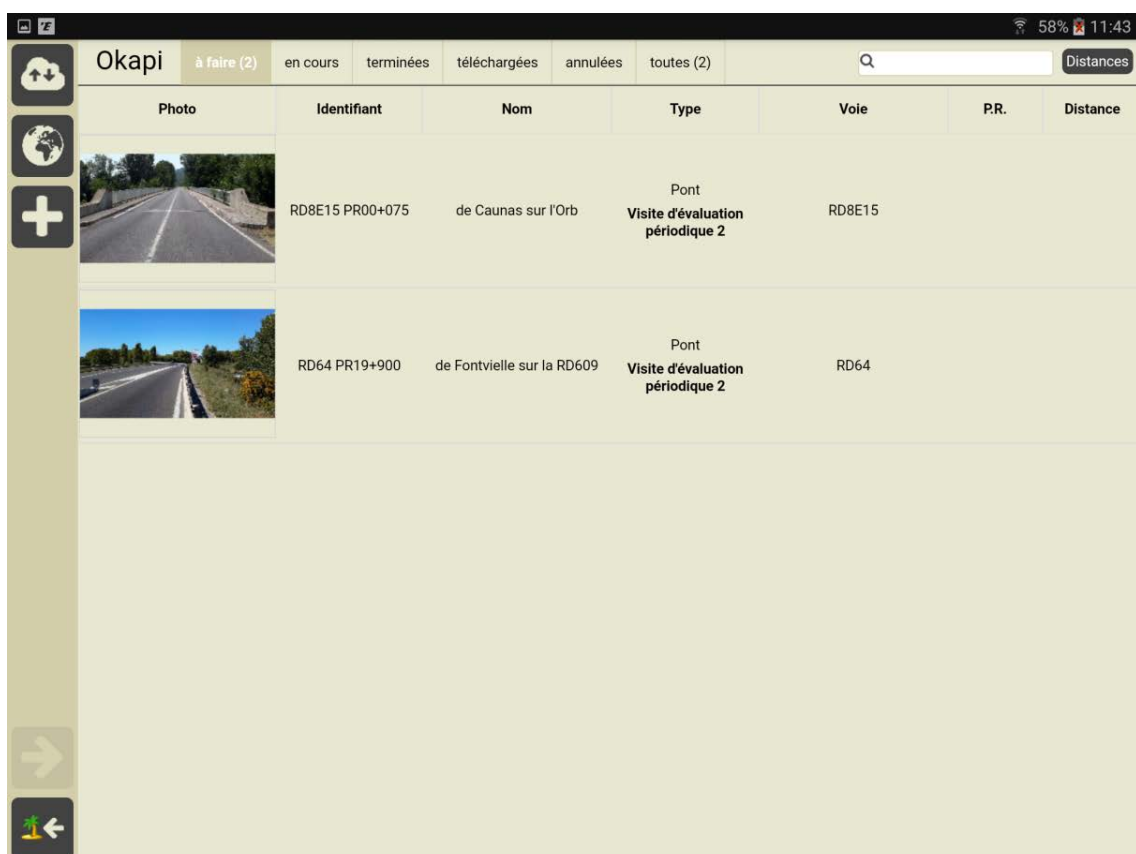 58% 11:43
Okapi à faire (2) en cours terminées téléchargées annulées toutes (2) Distances
Photo Identifiant Nom Type Voie P.R. Distance
Pont
RD8E15 PR00+075 de Caunas sur l'Orb Visite d'évaluation RD8E15
périodique 2
Pont
RD64 PR19+900 de Fontvielle sur la RD609 Visite d'évaluation RD64
périodique 2